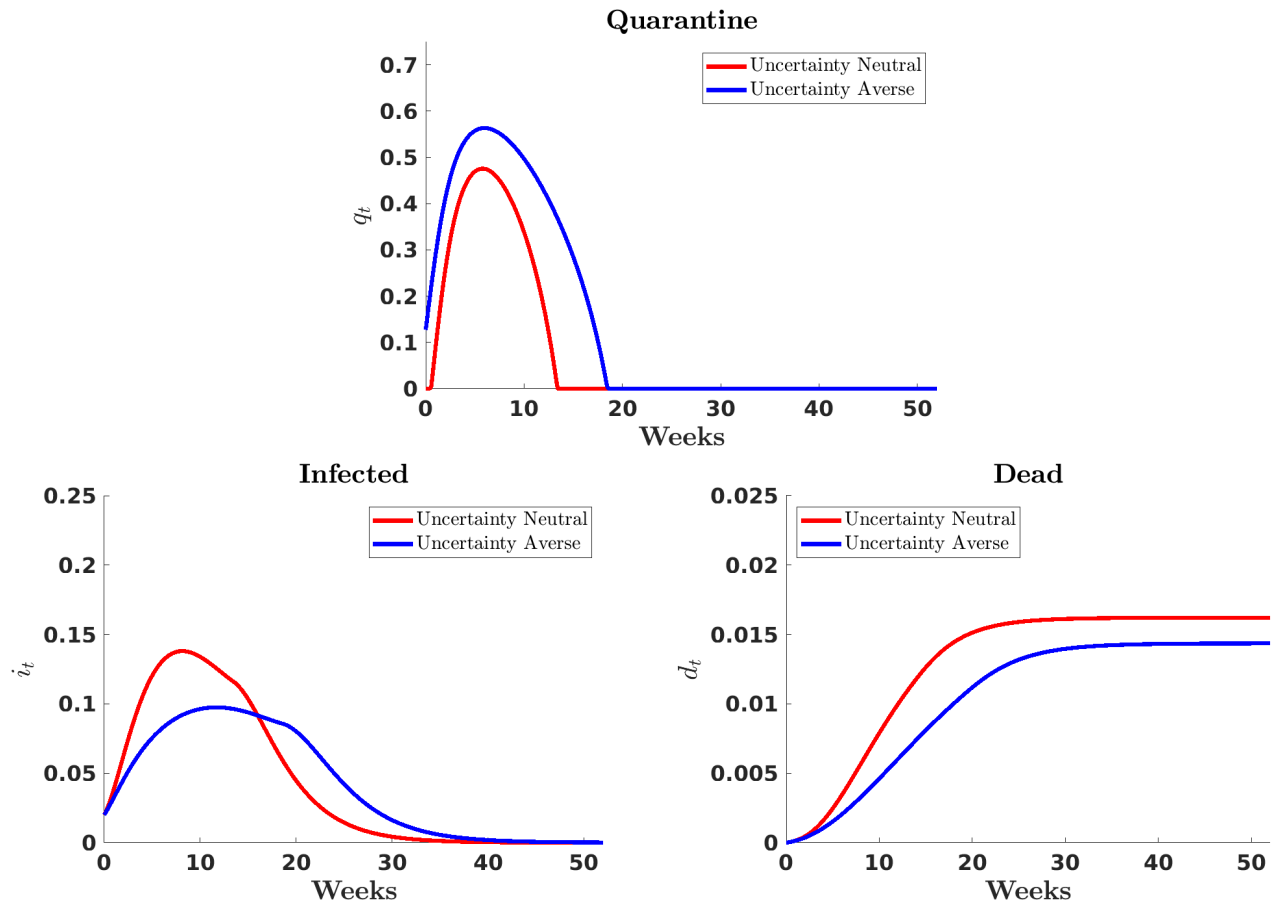 Quarantine
Uncertainty Neutral
Uncertainty Averse
0.7
0.6
0.5
0.4
0.3
0.2
0.1
0
q_t
0 10 20 30 40 50
Weeks
Infected
Uncertainty Neutral
Uncertainty Averse
0.25
0.2
0.15
0.1
0.05
0
i_t
0 10 20 30 40 50
Weeks
Dead
Uncertainty Neutral
Uncertainty Averse
0.025
0.02
0.015
0.01
0.005
0
d_t
0 10 20 30 40 50
Weeks